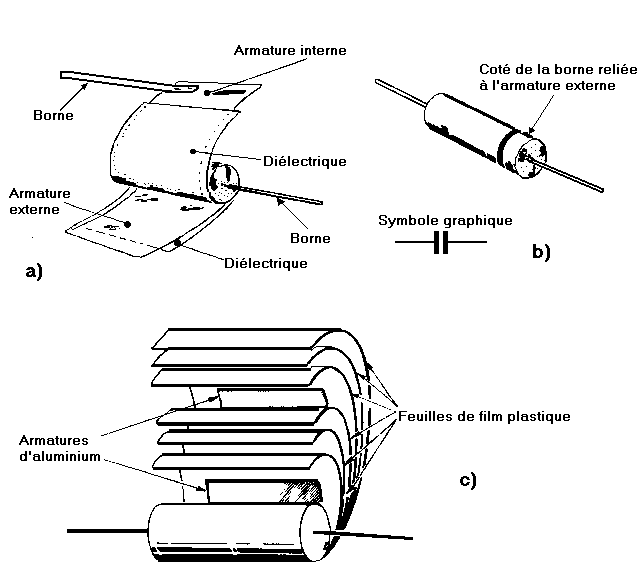 Armature interne
Borne
Diélectrique
Armature
externe
Borne
Diélectrique
a)
Coté de la borne reliée
à l'armature externe
Symbole graphique
b)
Feuilles de film plastique
Armatures
d'aluminium
c)